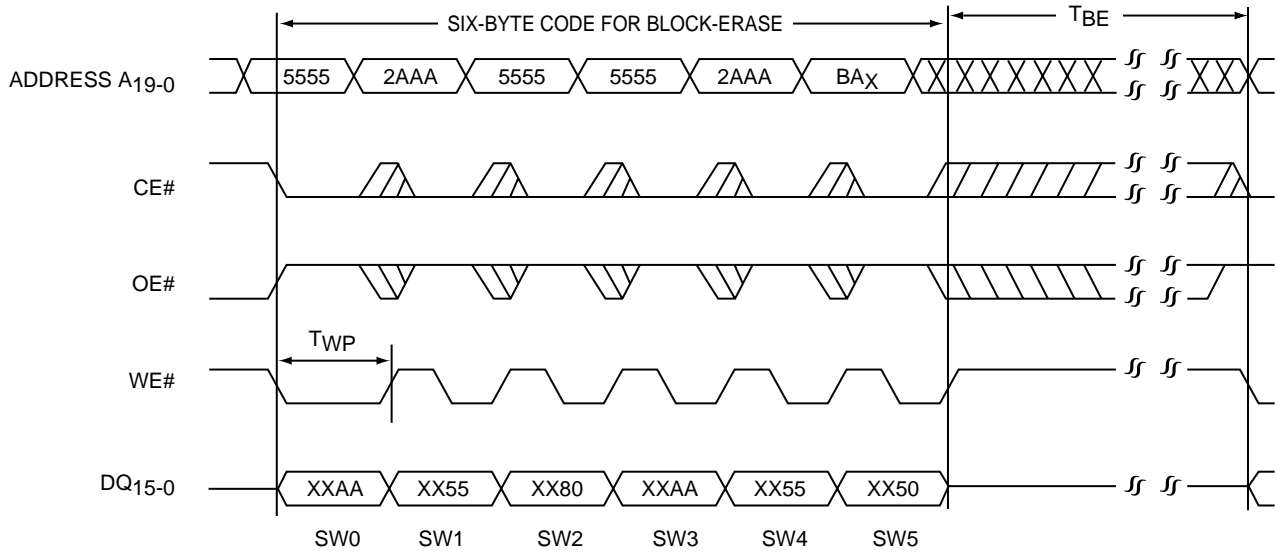 SIX-BYTE CODE FOR BLOCK-ERASE TBE
ADDRESS A19-0 5555 2AAA 5555 5555 2AAA BAX
CE#
OE#
TWP
WE#
DQ15-0 XXAA XX55 XX80 XXAA XX55 XX50
SW0 SW1 SW2 SW3 SW4 SW5